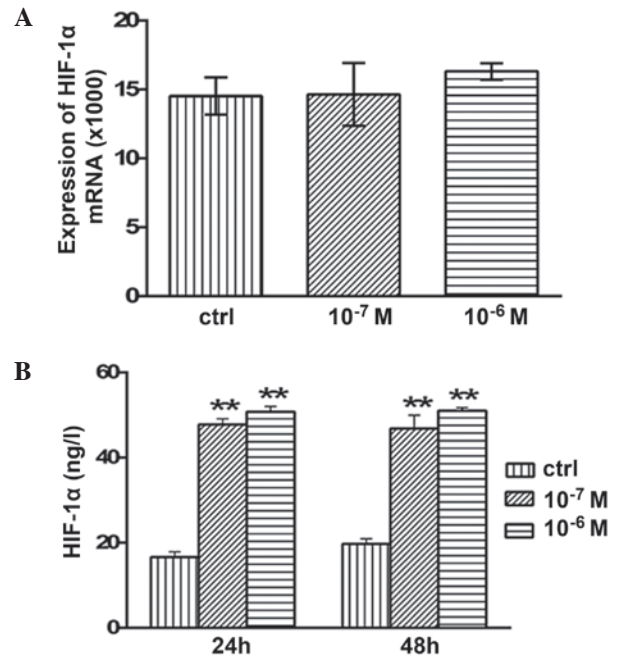 A
Expression of HIF-1α
mRNA (x1000)
20
15
10
5
0
ctrl
10⁻⁷ M
10⁻⁶ M
B
HIF-1α (ng/l)
60
40
20
0
**
**
**
**
24h
48h
ctrl
10⁻⁷ M
10⁻⁶ M